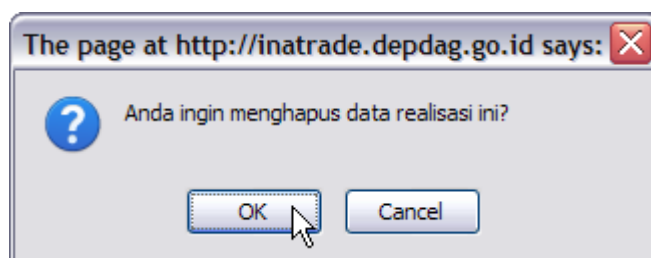 The page at http://inatrade.depdag.go.id says:
Anda ingin menghapus data realisasi ini?
OK Cancel